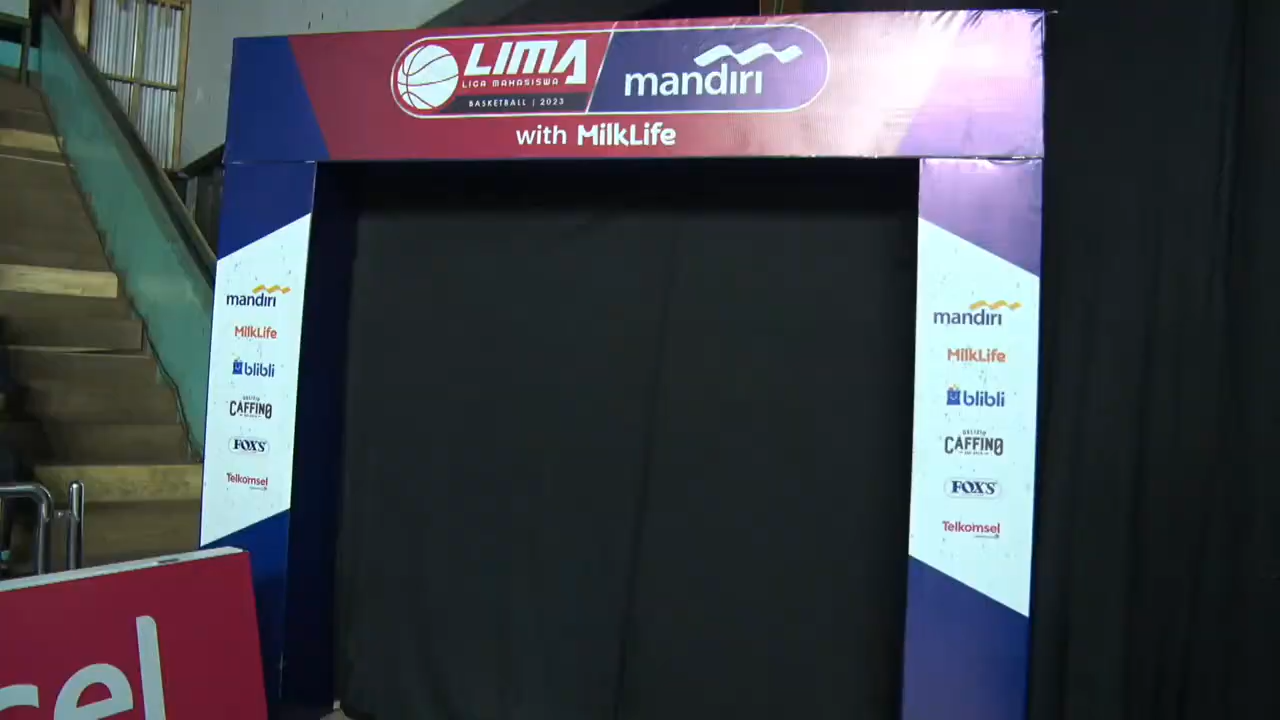 LIMA
LIGA MAHASISWA
BASKETBALL | 2023
mandiri
with MilkLife
mandiri
MilkLife
blibli
CAFFINO
FOX'S
Telkomsel
mandiri
MilkLife
blibli
CAFFINO
FOX'S
Telkomsel
sel